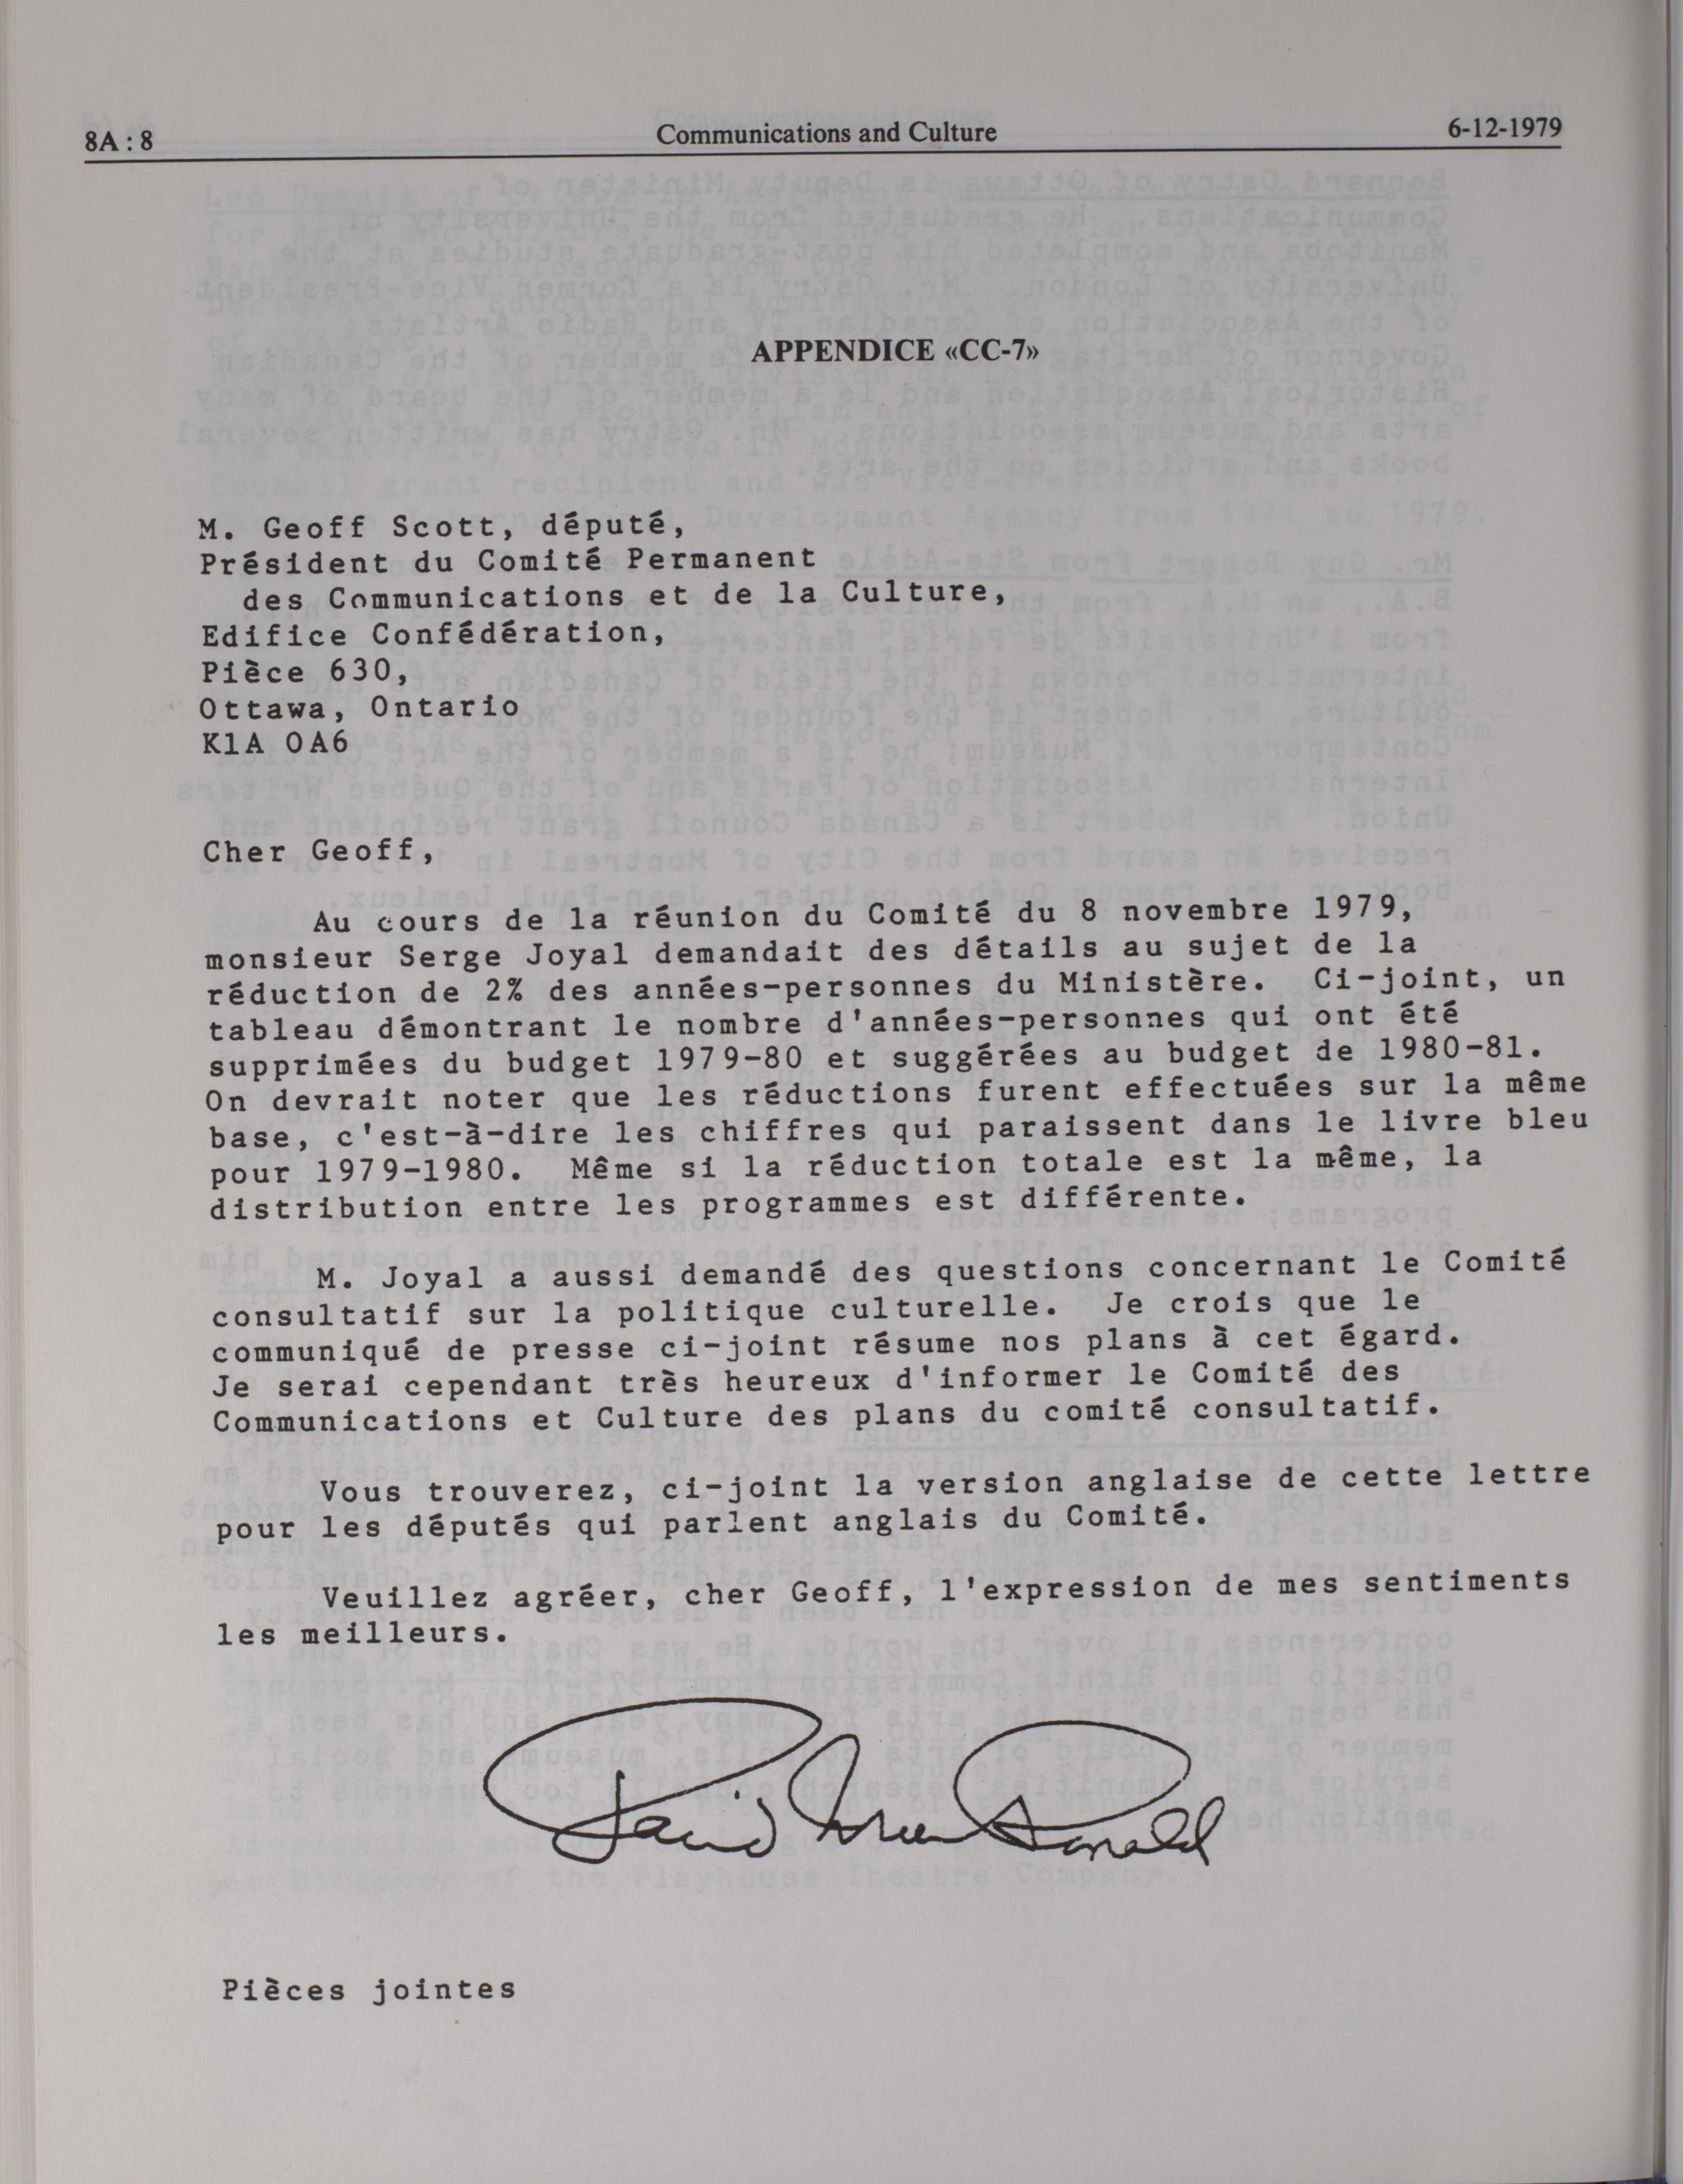 8A : 8 Communications and Culture 6-12-1979
APPENDICE «CC-7»
M. Geoff Scott, député,
Président du Comité Permanent
des Communications et de la Culture,
Edifice Confédération,
Pièce 630,
Ottawa, Ontario
K1A 0A6
Cher Geoff,
Au cours de la réunion du Comité du 8 novembre 1979,
monsieur Serge Joyal demandait des détails au sujet de la
réduction de 2% des années-personnes du Ministère. Ci-joint, un
tableau démontrant le nombre d'années-personnes qui ont été
supprimées du budget 1979-80 et suggérées au budget de 1980-81.
On devrait noter que les réductions furent effectuées sur la même
base, c'est-à-dire les chiffres qui paraissent dans le livre bleu
pour 1979-1980. Même si la réduction totale est la même, la
distribution entre les programmes est différente.
M. Joyal a aussi demandé des questions concernant le Comité
consultatif sur la politique culturelle. Je crois que le
communiqué de presse ci-joint résume nos plans à cet égard.
Je serai cependant très heureux d'informer le Comité des
Communications et Culture des plans du comité consultatif.
Vous trouverez, ci-joint la version anglaise de cette lettre
pour les députés qui parlent anglais du Comité.
Veuillez agréer, cher Geoff, l'expression de mes sentiments
les meilleurs.
David MacDonald
Pièces jointes